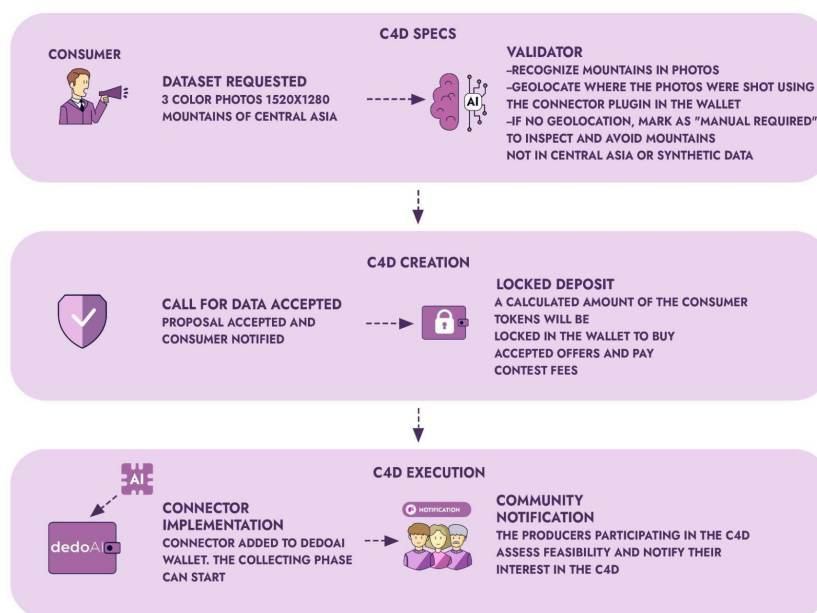 C4D SPECS
CONSUMER
DATASET REQUESTED
3 COLOR PHOTOS 1520X1280
MOUNTAINS OF CENTRAL ASIA
AI
VALIDATOR
–RECOGNIZE MOUNTAINS IN PHOTOS
–GEOLOCATE WHERE THE PHOTOS WERE SHOT USING
THE CONNECTOR PLUGIN IN THE WALLET
–IF NO GEOLOCATION, MARK AS "MANUAL REQUIRED"
TO INSPECT AND AVOID MOUNTAINS
NOT IN CENTRAL ASIA OR SYNTHETIC DATA
C4D CREATION
CALL FOR DATA ACCEPTED
PROPOSAL ACCEPTED AND
CONSUMER NOTIFIED
LOCKED DEPOSIT
A CALCULATED AMOUNT OF THE CONSUMER
TOKENS WILL BE
LOCKED IN THE WALLET TO BUY
ACCEPTED OFFERS AND PAY
CONTEST FEES
C4D EXECUTION
AI
dedoAI
CONNECTOR
IMPLEMENTATION
CONNECTOR ADDED TO DEDOAI
WALLET. THE COLLECTING PHASE
CAN START
NOTIFICATION
COMMUNITY
NOTIFICATION
THE PRODUCERS PARTICIPATING IN THE C4D
ASSESS FEASIBILITY AND NOTIFY THEIR
INTEREST IN THE C4D